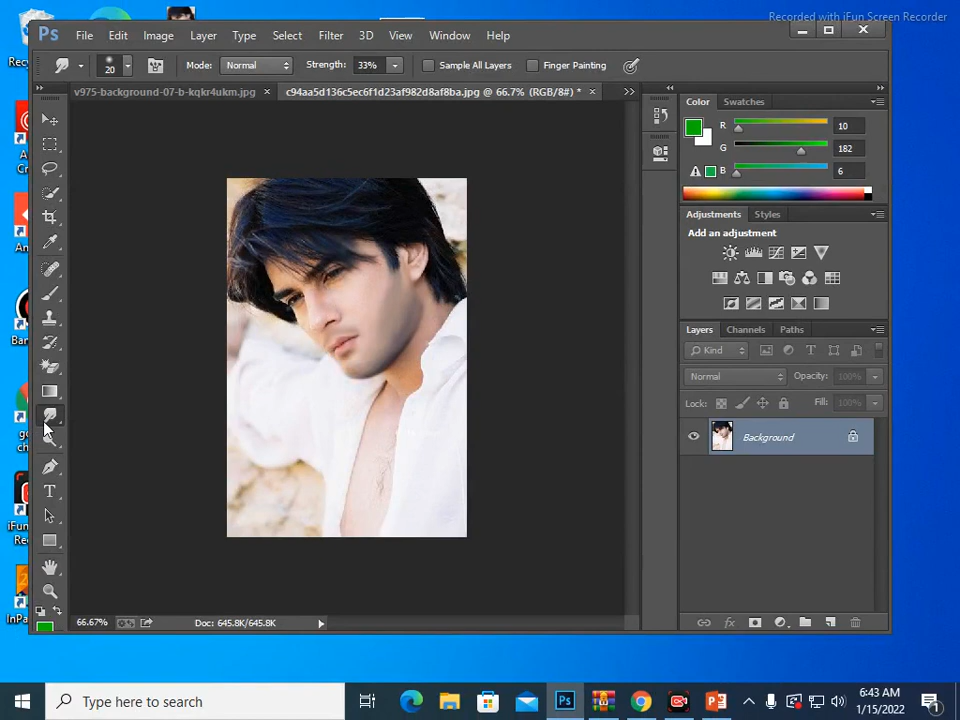 Recorded with iFun Screen Recorder
Ps File Edit Image Layer Type Select Filter 3D View Window Help
20 Mode: Normal Strength: 33% Sample All Layers Finger Painting
v975-background-07-b-kqkr4ukm.jpg × c94aa5d136c5ec6f1d23af982d8af8ba.jpg @ 66.7% (RGB/8#) * ×
Color Swatches
R 10
G 182
B 6
Adjustments Styles
Add an adjustment
Layers Channels Paths
Kind
Normal Opacity: 100%
Lock: Fill: 100%
Background
T
66.67% Doc: 645.8K/645.8K
Type here to search
Ps
6:43 AM
1/15/2022
1